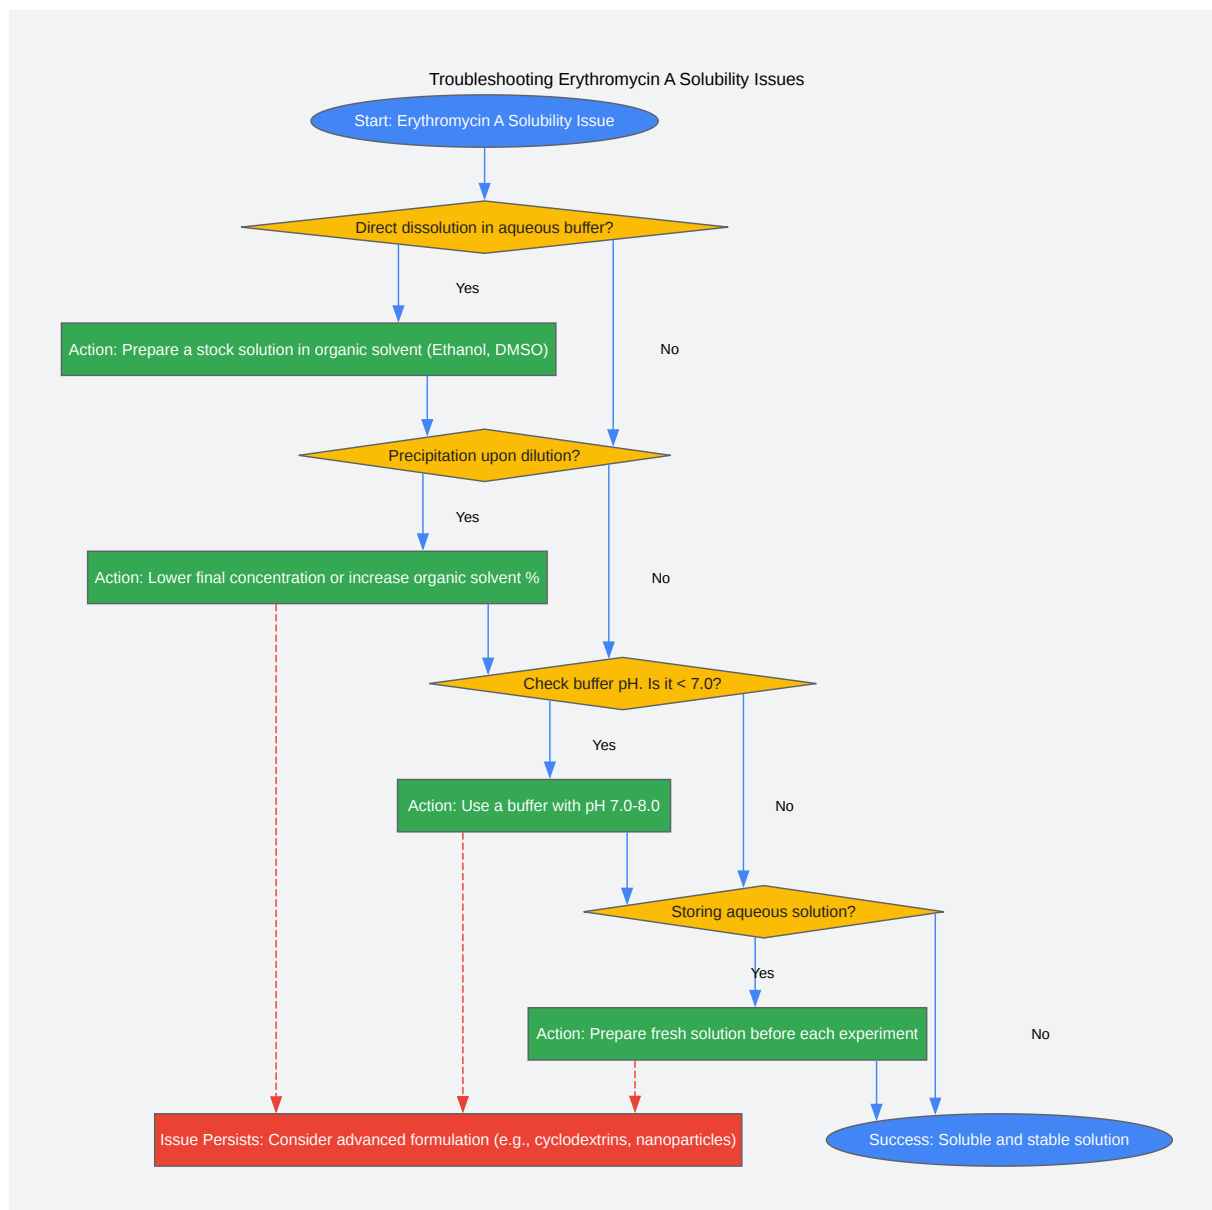 Troubleshooting Erythromycin A Solubility Issues
Start: Erythromycin A Solubility Issue
Direct dissolution in aqueous buffer?
Yes
Action: Prepare a stock solution in organic solvent (Ethanol, DMSO)
No
Precipitation upon dilution?
Yes
Action: Lower final concentration or increase organic solvent %
No
Check buffer pH. Is it < 7.0?
Yes
Action: Use a buffer with pH 7.0-8.0
No
Storing aqueous solution?
Yes
Action: Prepare fresh solution before each experiment
No
Issue Persists: Consider advanced formulation (e.g., cyclodextrins, nanoparticles)
Success: Soluble and stable solution